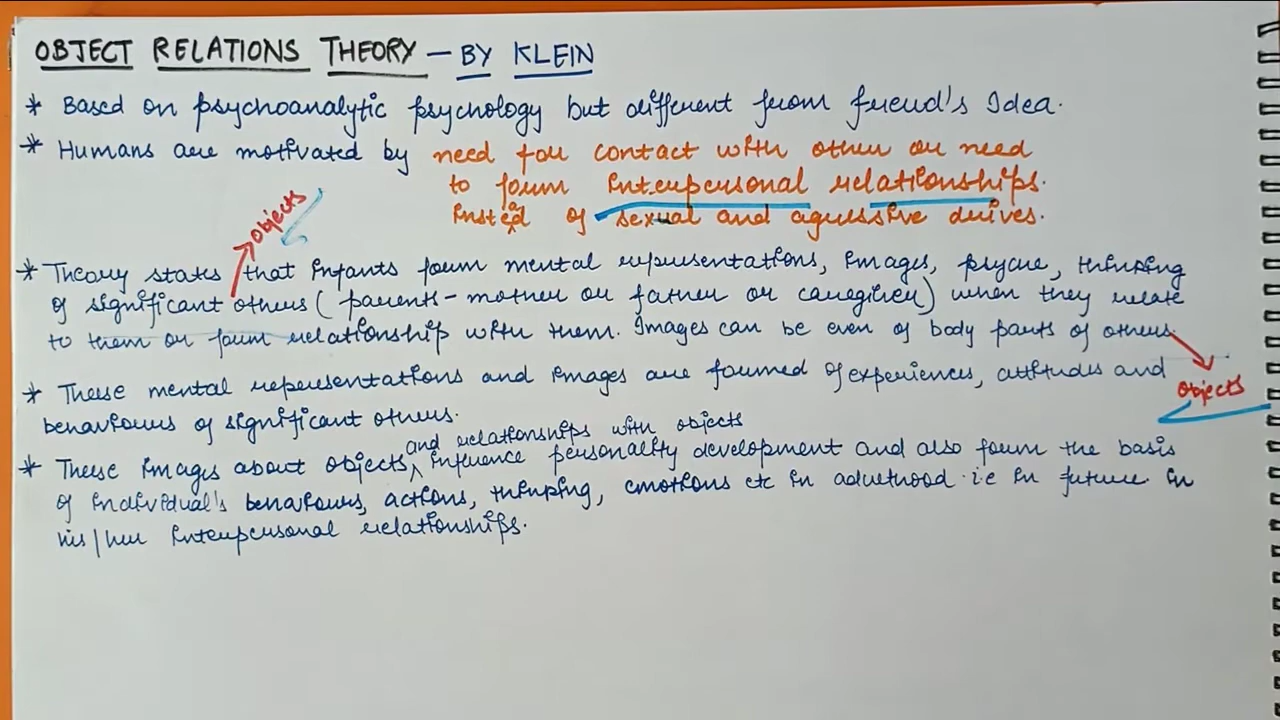 OBJECT RELATIONS THEORY - BY KLEIN
* Based on psychoanalytic psychology but different from freud's Idea.
* Humans are motivated by need for contact with other or need
to form interpersonal relationships.
instead of sexual and agressive derives.
objects
* Theory states that infants form mental representations, images, psyche, thinking
of significant others (parents - mother or father or caregiver) when they relate
to them or form relationship with them. Images can be even of body parts of others.
* These mental representations and images are formed of experiences, attitudes and
objects
behaviours of significant others.
and relationships with objects
* These images about objects ^ influence personality development and also form the basis
of individual's behaviours, actions, thinking, emotions etc in adulthood i.e in future in
his/her interpersonal relationships.